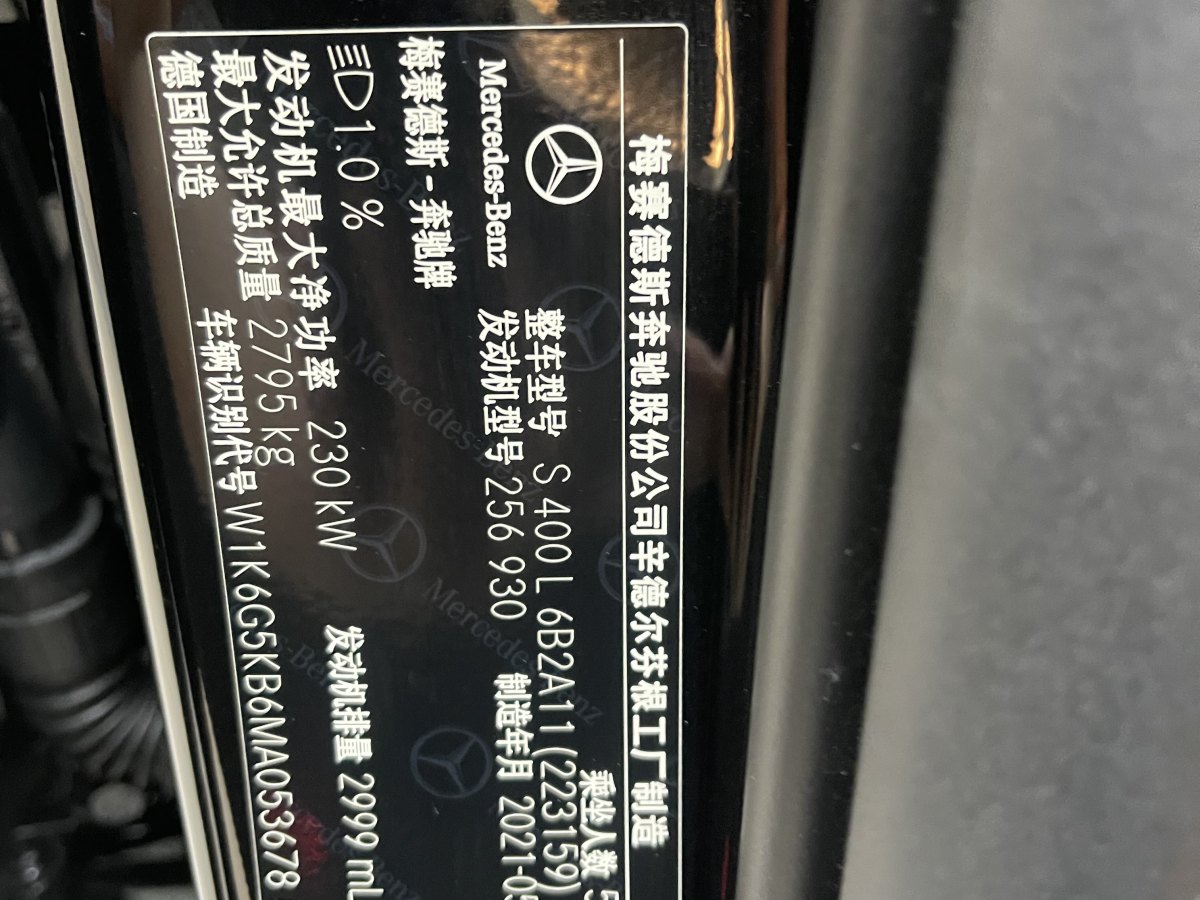 梅赛德斯奔驰股份公司辛德尔芬根工厂制造
乘坐人数 5
整车型号 S 400 L 6B2A11 (223159)
Mercedes-Benz
发动机型号 256 930 制造年月 2021-05
梅赛德斯-奔驰牌
1.0 %
发动机排量 2999 mL
发动机最大净功率 230 kW
最大允许总质量 2795 kg
德国制造
车辆识别代号 W1K6G5KB6MA053678